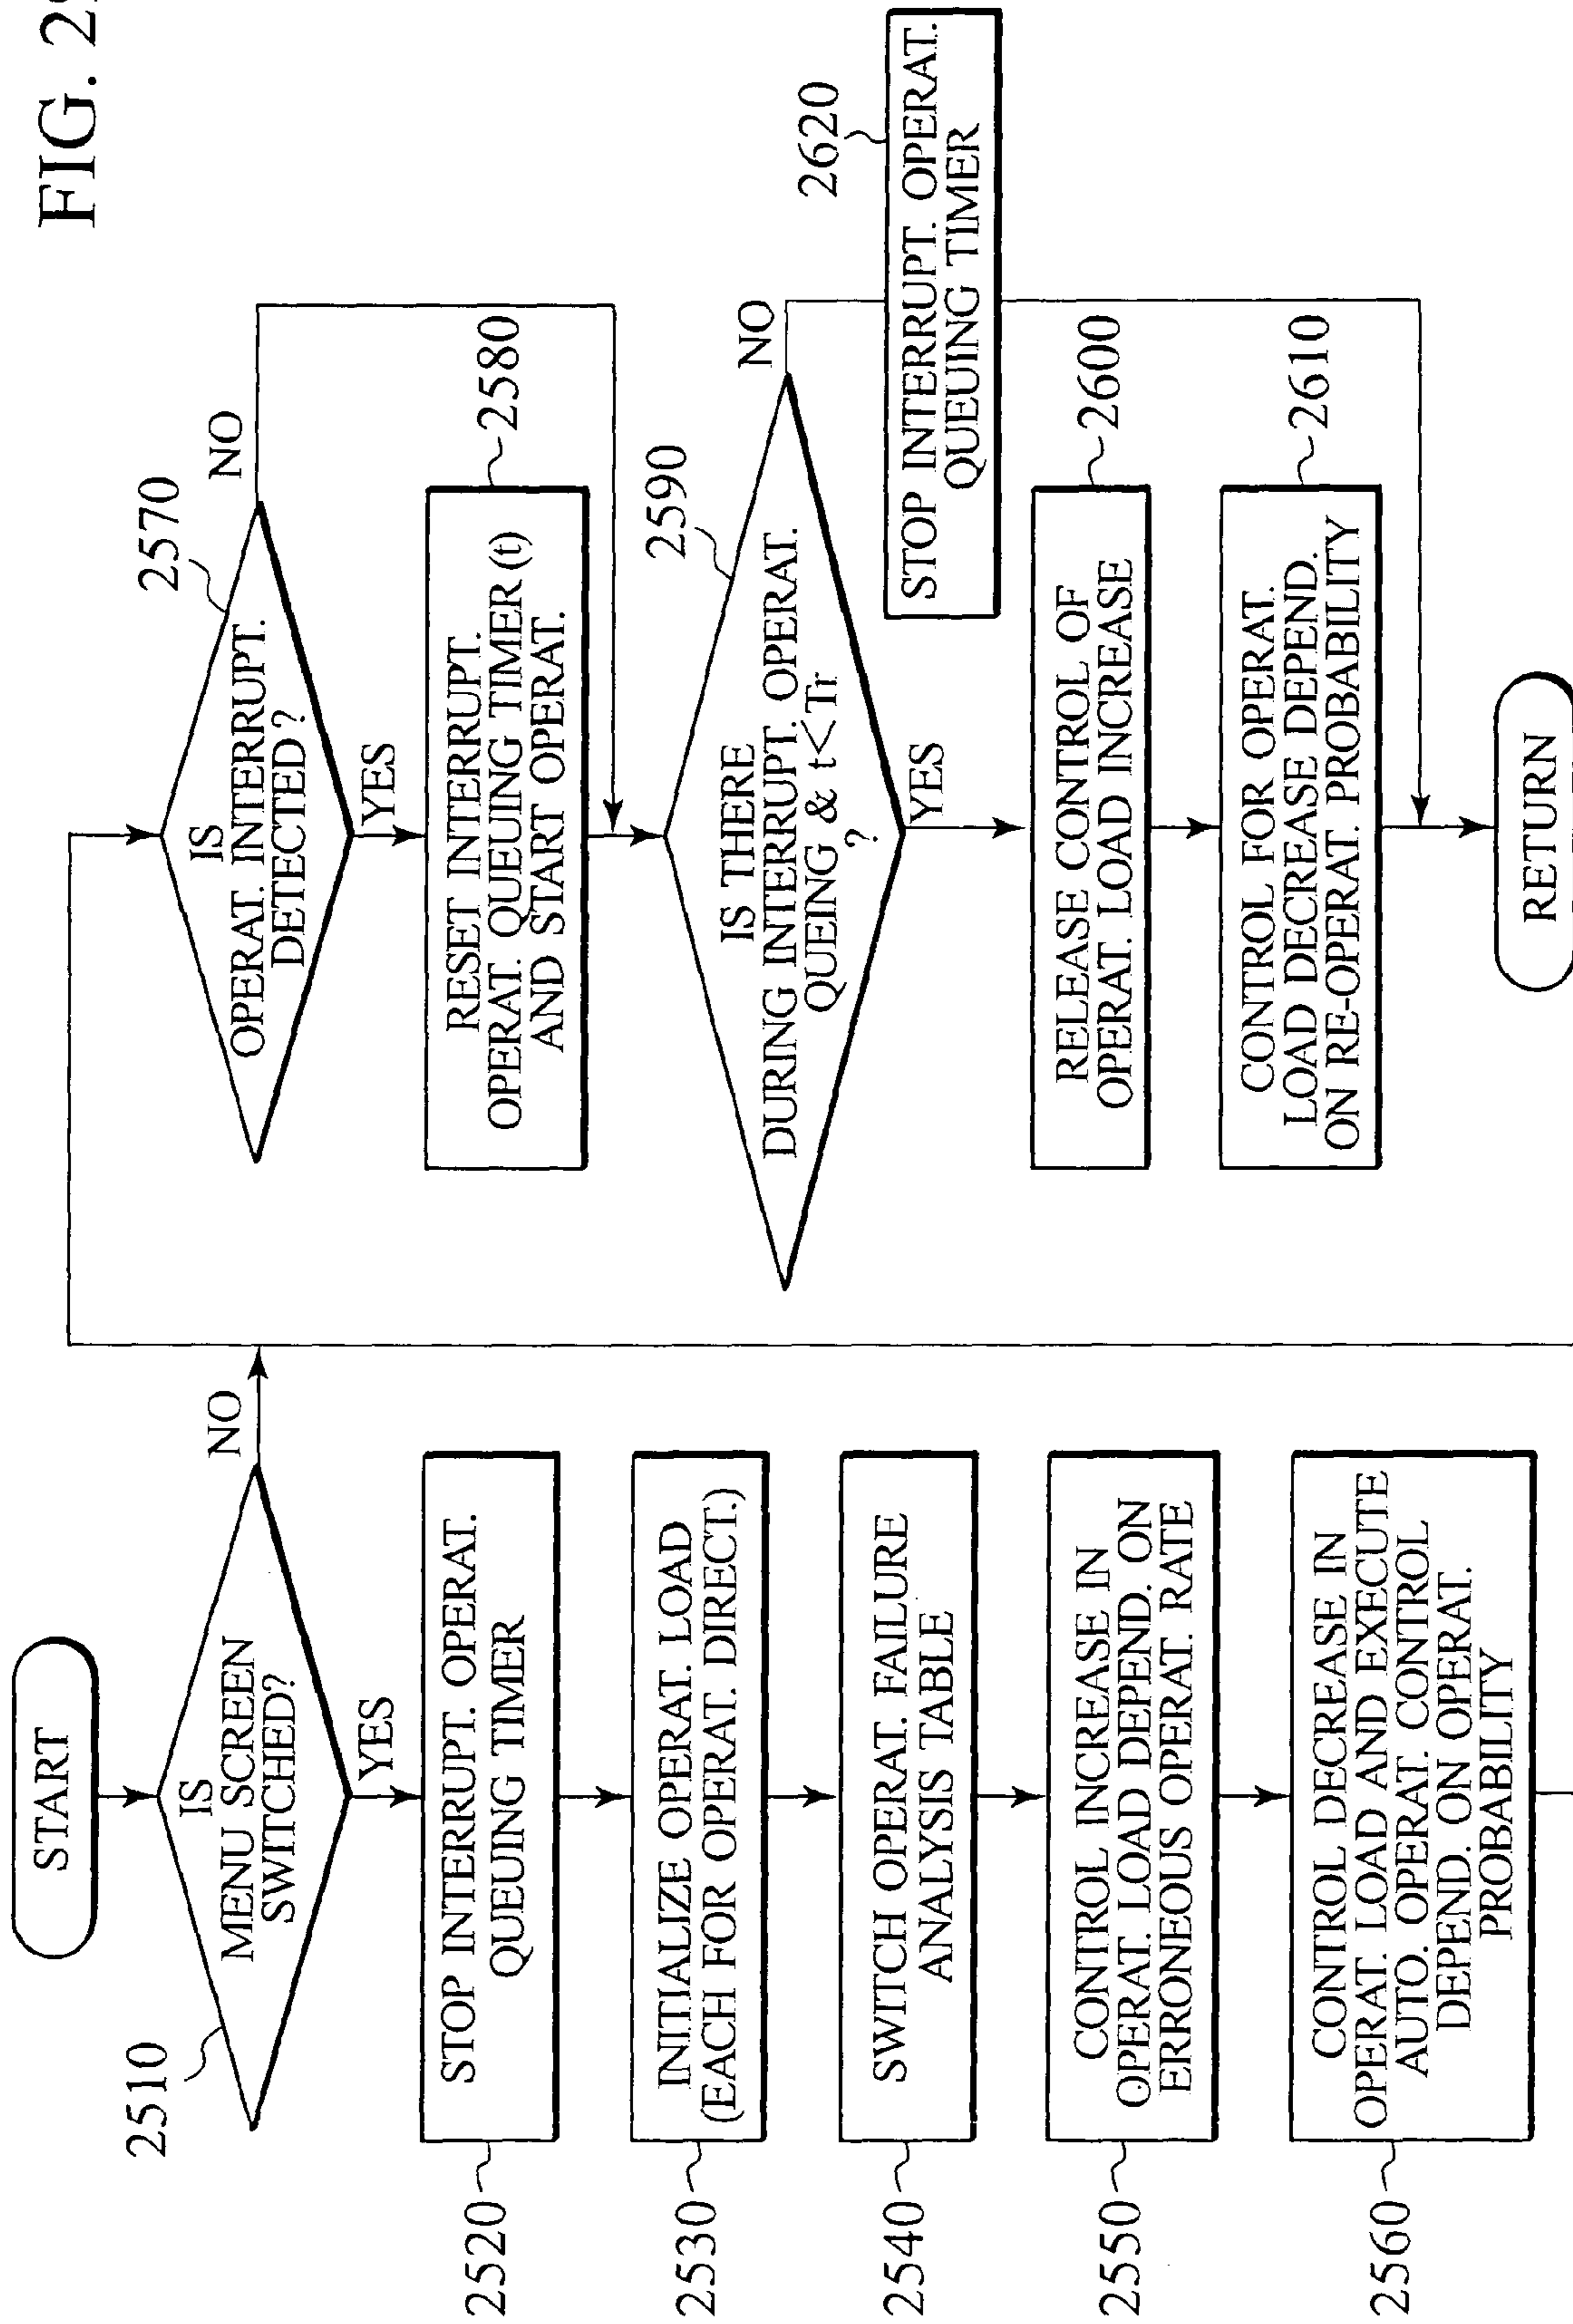 FIG. 2
START
2510
IS
MENU SCREEN
SWITCHED?
NO
YES
2520
STOP INTERRUPT. OPERAT.
QUEUING TIMER
2530
INITIALIZE OPERAT. LOAD
(EACH FOR OPERAT. DIRECT.)
2540
SWITCH OPERAT. FAILURE
ANALYSIS TABLE
2550
CONTROL INCREASE IN
OPERAT. LOAD DEPEND. ON
ERRONEOUS OPERAT. RATE
2560
CONTROL DECREASE IN
OPERAT. LOAD AND EXECUTE
AUTO. OPERAT. CONTROL
DEPEND. ON OPERAT.
PROBABILITY
2570
IS
OPERAT. INTERRUPT.
DETECTED?
NO
YES
2580
RESET INTERRUPT.
OPERAT. QUEUING TIMER (t)
AND START OPERAT.
2590
IS THERE
DURING INTERRUPT. OPERAT.
QUEING & t<Tr
?
NO
YES
2620
STOP INTERRUPT. OPERAT.
QUEUING TIMER
2600
RELEASE CONTROL OF
OPERAT. LOAD INCREASE
2610
CONTROL FOR OPERAT.
LOAD DECREASE DEPEND.
ON RE-OPERAT. PROBABILITY
RETURN